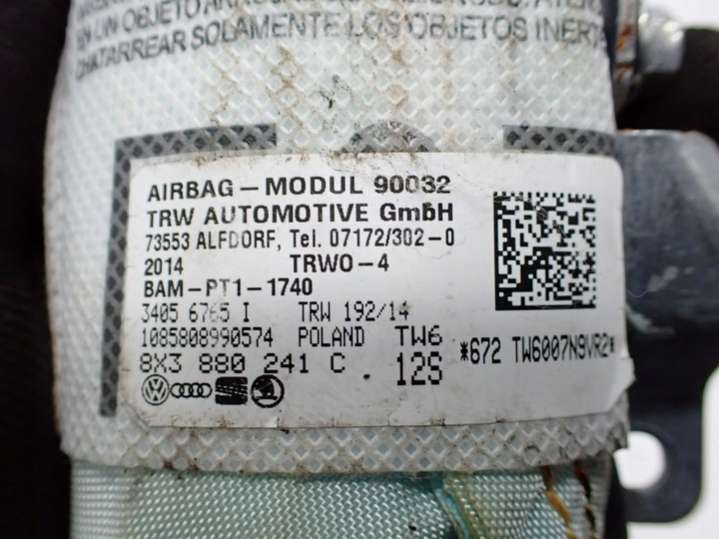 EN UN OBJETO
CHATARREAR SOLAMENTE LOS OBJETOS INERTE
AIRBAG-MODUL 90032
TRW AUTOMOTIVE GmbH
73553 ALFDORF, Tel. 07172/302-0
2014 TRWO-4
BAM-PT1-1740
3405 6765 I TRW 192/14
1085808990574 POLAND TW6
8X3 880 241 C . 12S
*672 TW6007N9VR2*